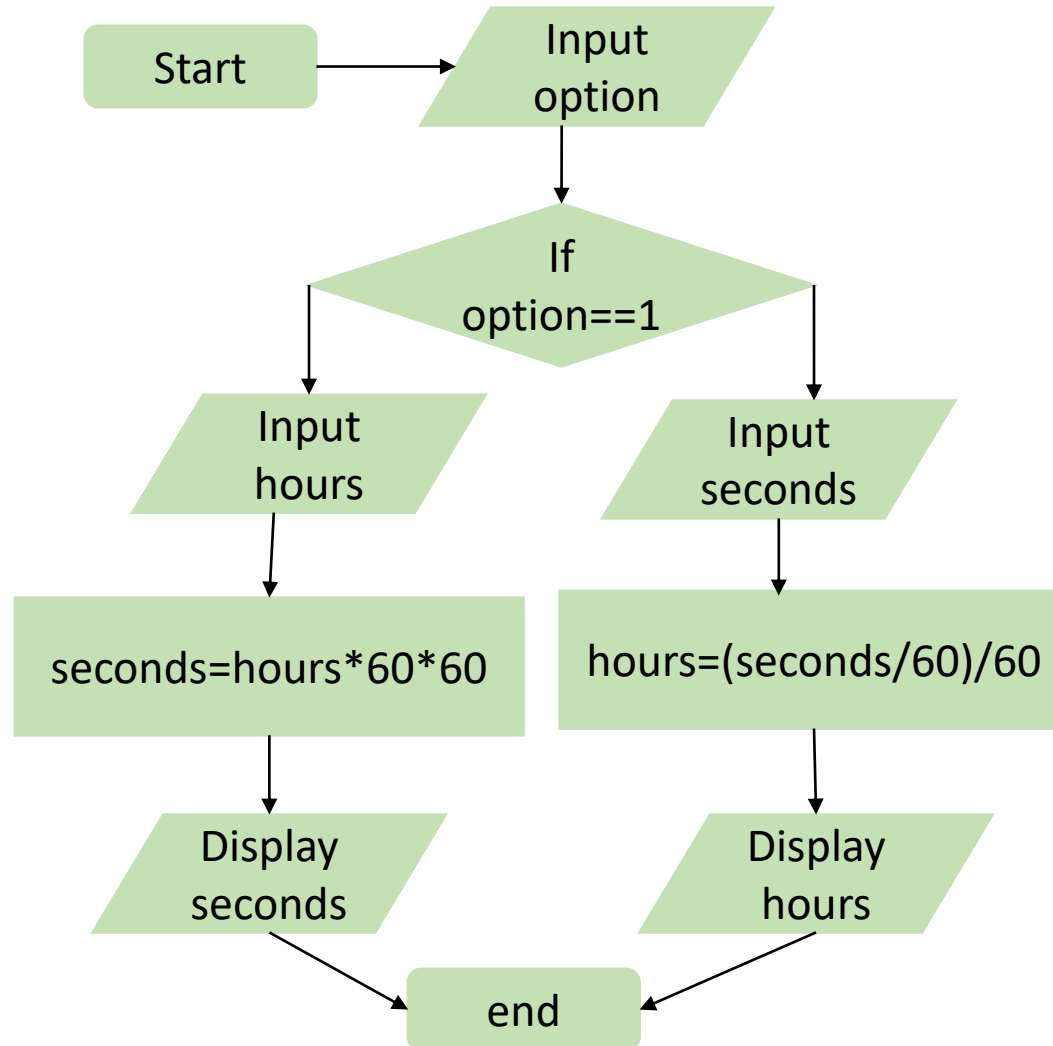 Start
Input
option
If
option==1
Input
hours
Input
seconds
seconds=hours*60*60
hours=(seconds/60)/60
Display
seconds
Display
hours
end